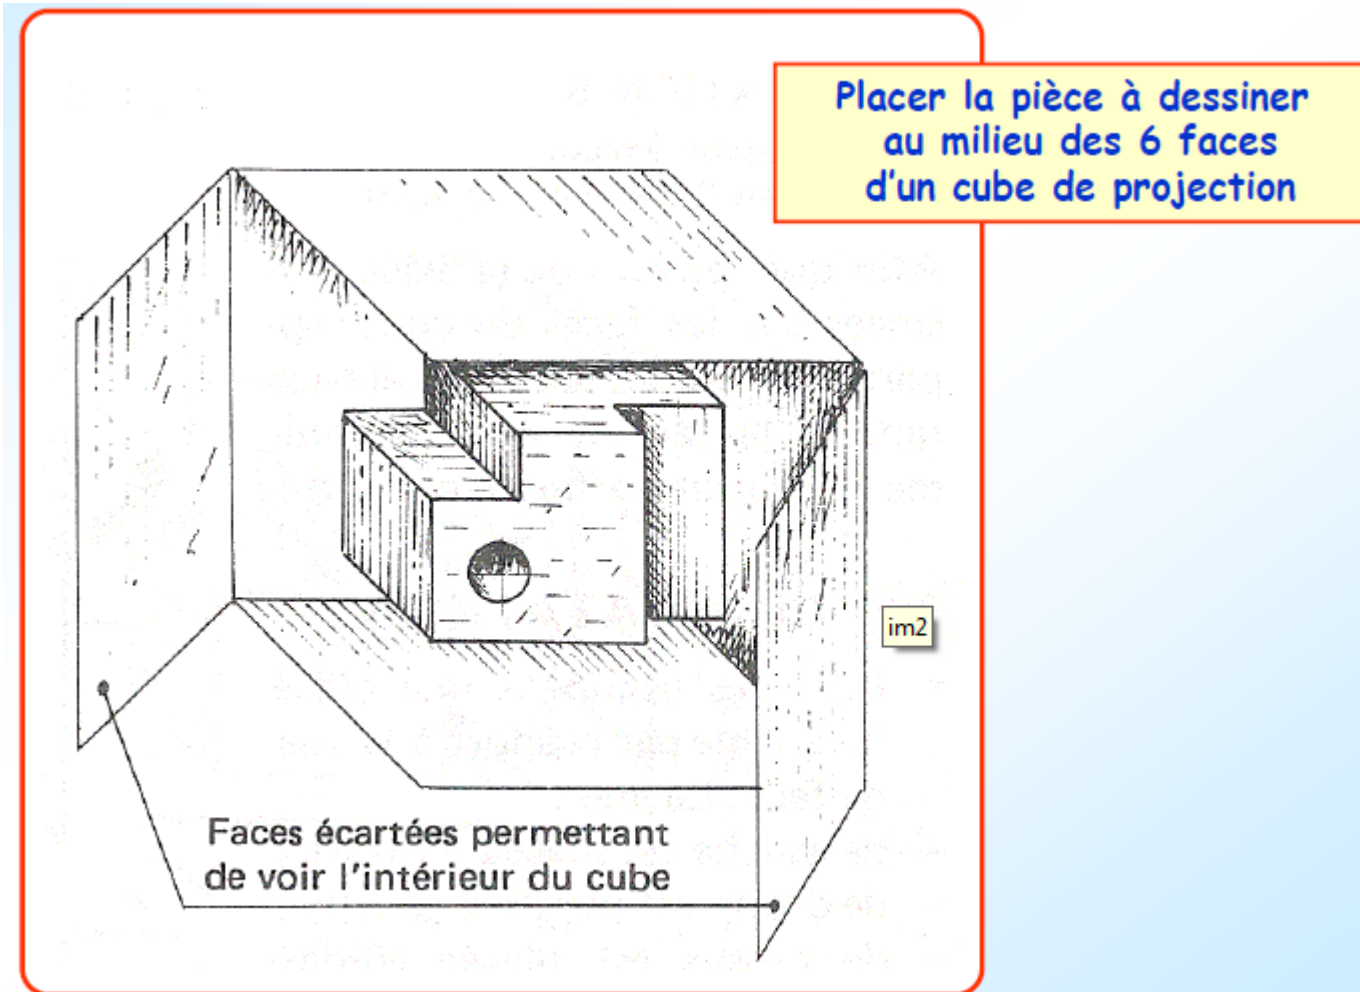 Placer la pièce à dessiner
au milieu des 6 faces
d'un cube de projection
im2
Faces écartées permettant
de voir l'intérieur du cube